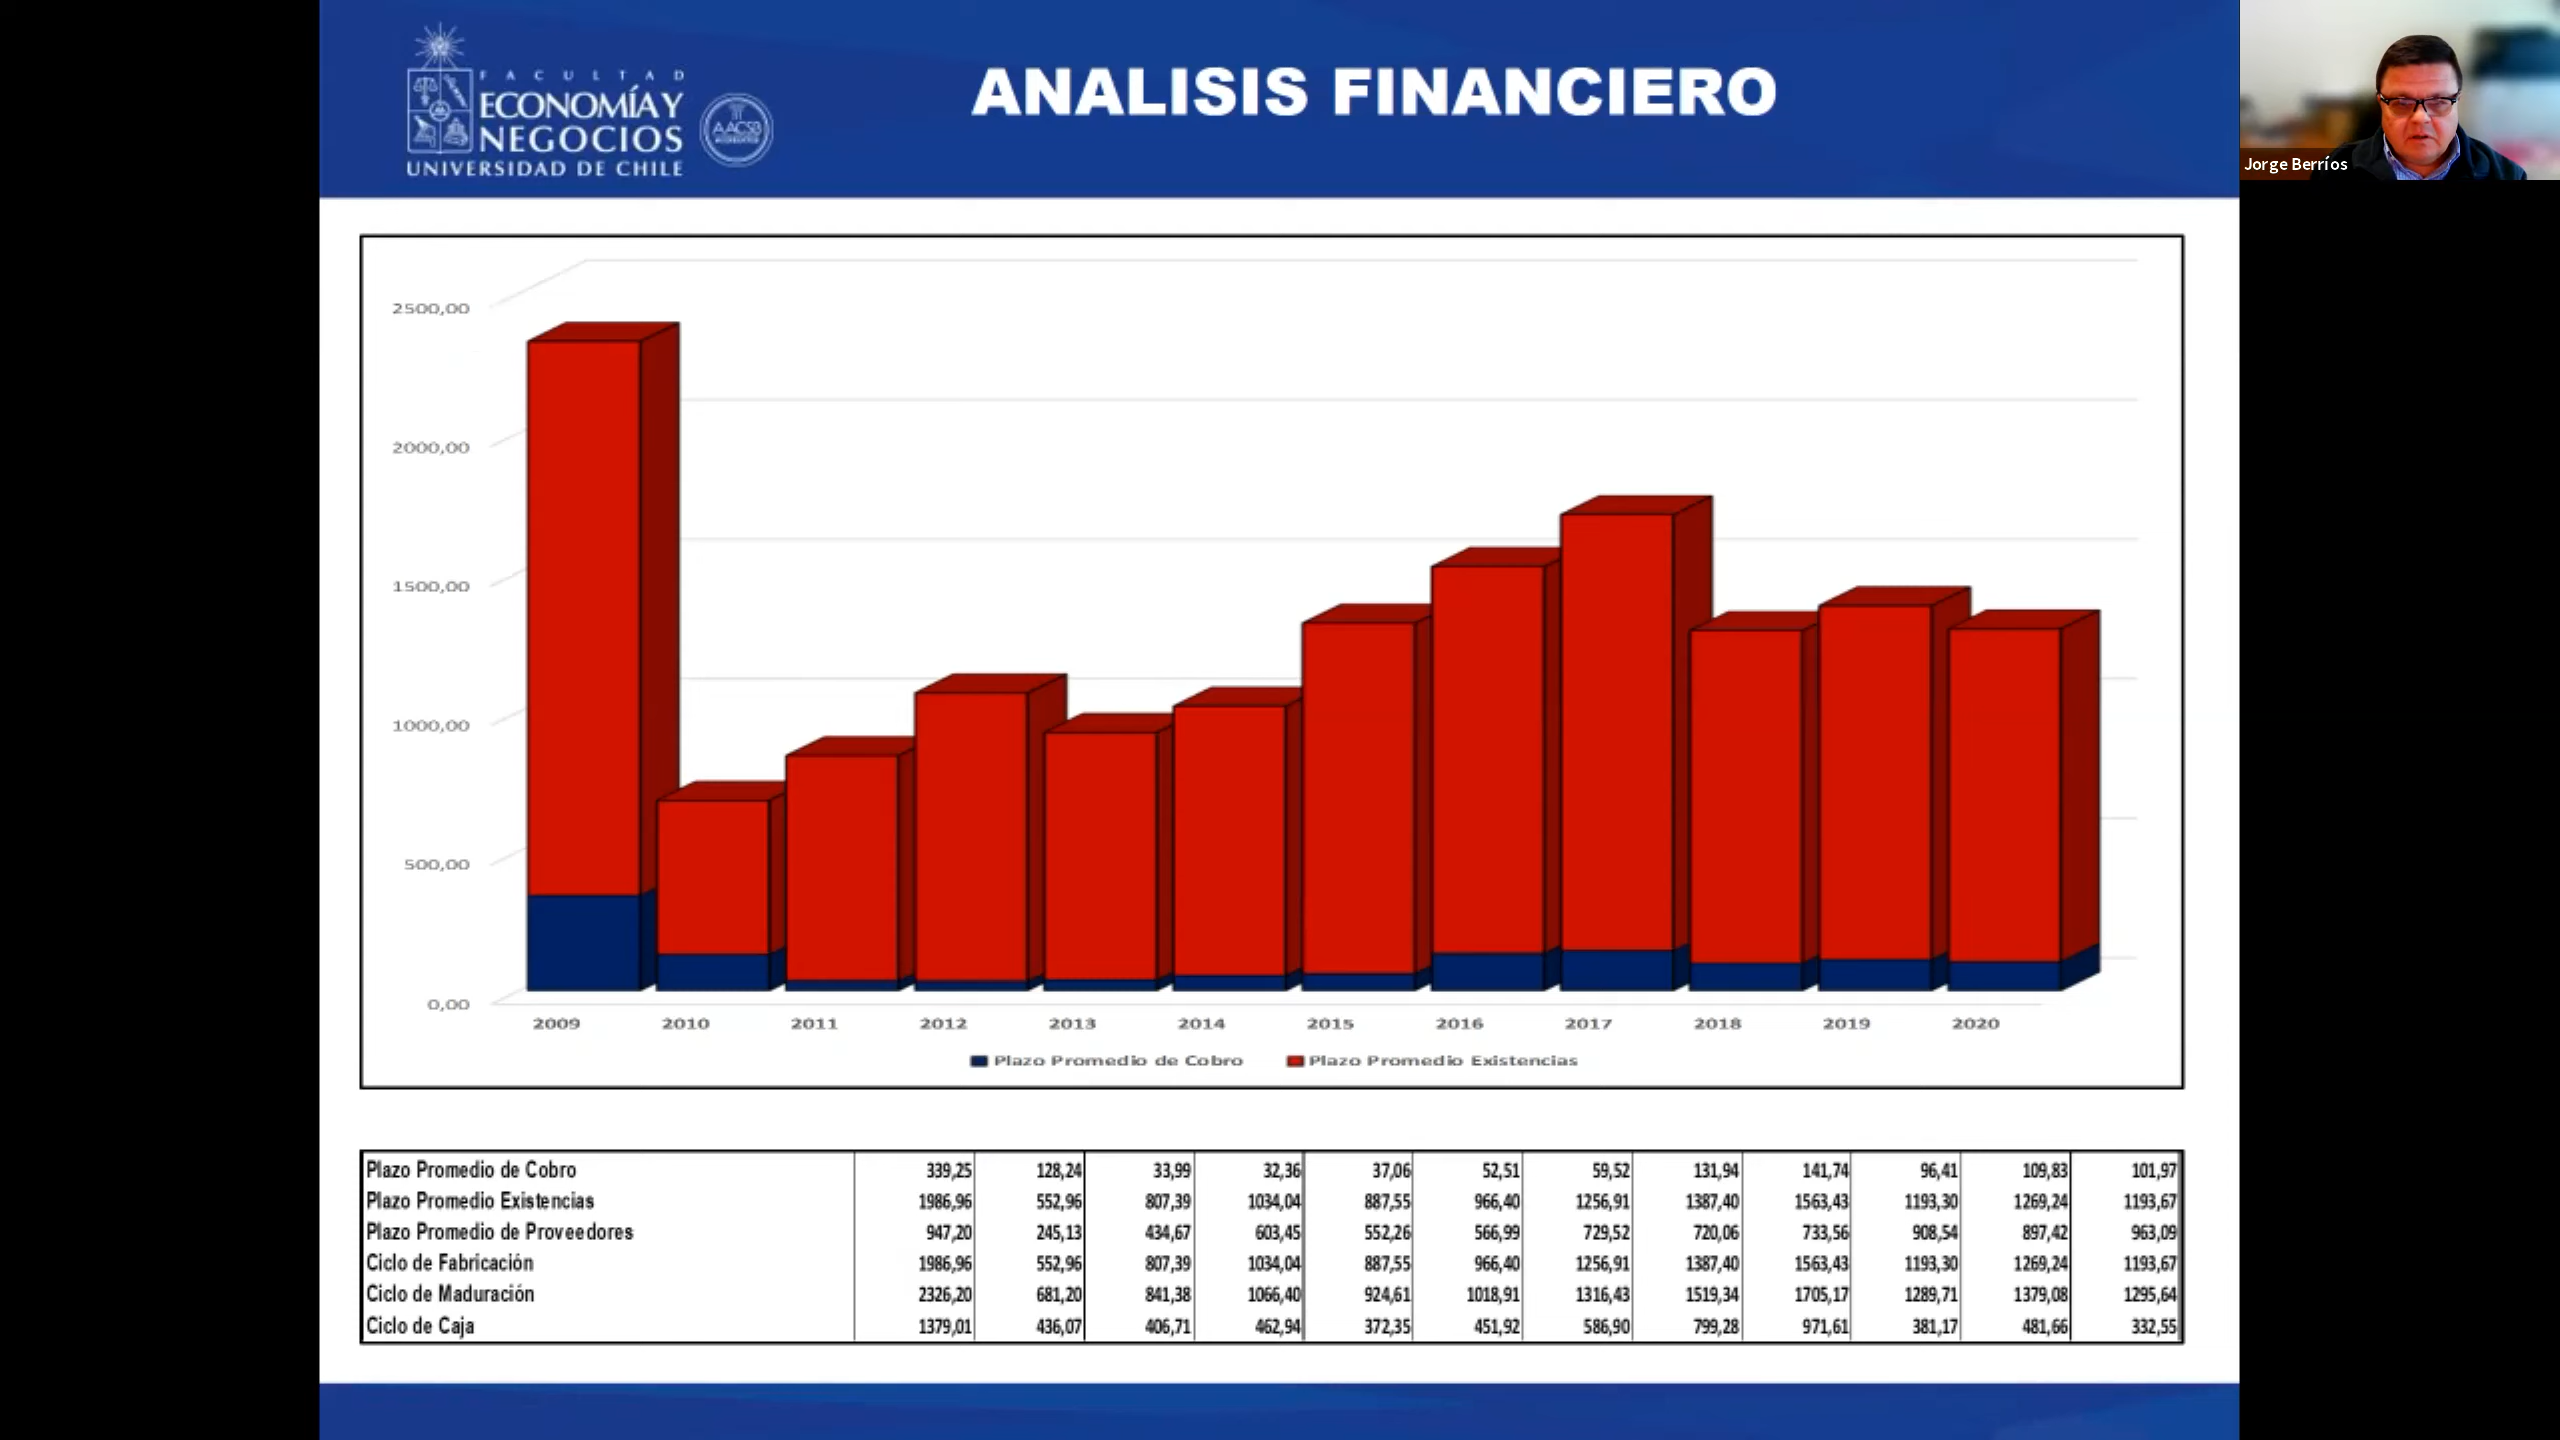 FACULTAD
ECONOMÍA Y
NEGOCIOS
UNIVERSIDAD DE CHILE
AACSB
ANALISIS FINANCIERO
Jorge Berríos
2500,00
2000,00
1500,00
1000,00
500,00
0,00
2009 2010 2011 2012 2013 2014 2015 2016 2017 2018 2019 2020
Plazo Promedio de Cobro Plazo Promedio Existencias
Plazo Promedio de Cobro 339,25 128,24 33,99 32,36 37,06 52,51 59,52 131,94 141,74 96,41 109,83 101,97
Plazo Promedio Existencias 1986,96 552,96 807,39 1034,04 887,55 966,40 1256,91 1387,40 1563,43 1193,30 1269,24 1193,67
Plazo Promedio de Proveedores 947,20 245,13 434,67 603,45 552,26 566,99 729,52 720,06 733,56 908,54 897,42 963,09
Ciclo de Fabricación 1986,96 552,96 807,39 1034,04 887,55 966,40 1256,91 1387,40 1563,43 1193,30 1269,24 1193,67
Ciclo de Maduración 2326,20 681,20 841,38 1066,40 924,61 1018,91 1316,43 1519,34 1705,17 1289,71 1379,08 1295,64
Ciclo de Caja 1379,01 436,07 406,71 462,94 372,35 451,92 586,90 799,28 971,61 381,17 481,66 332,55